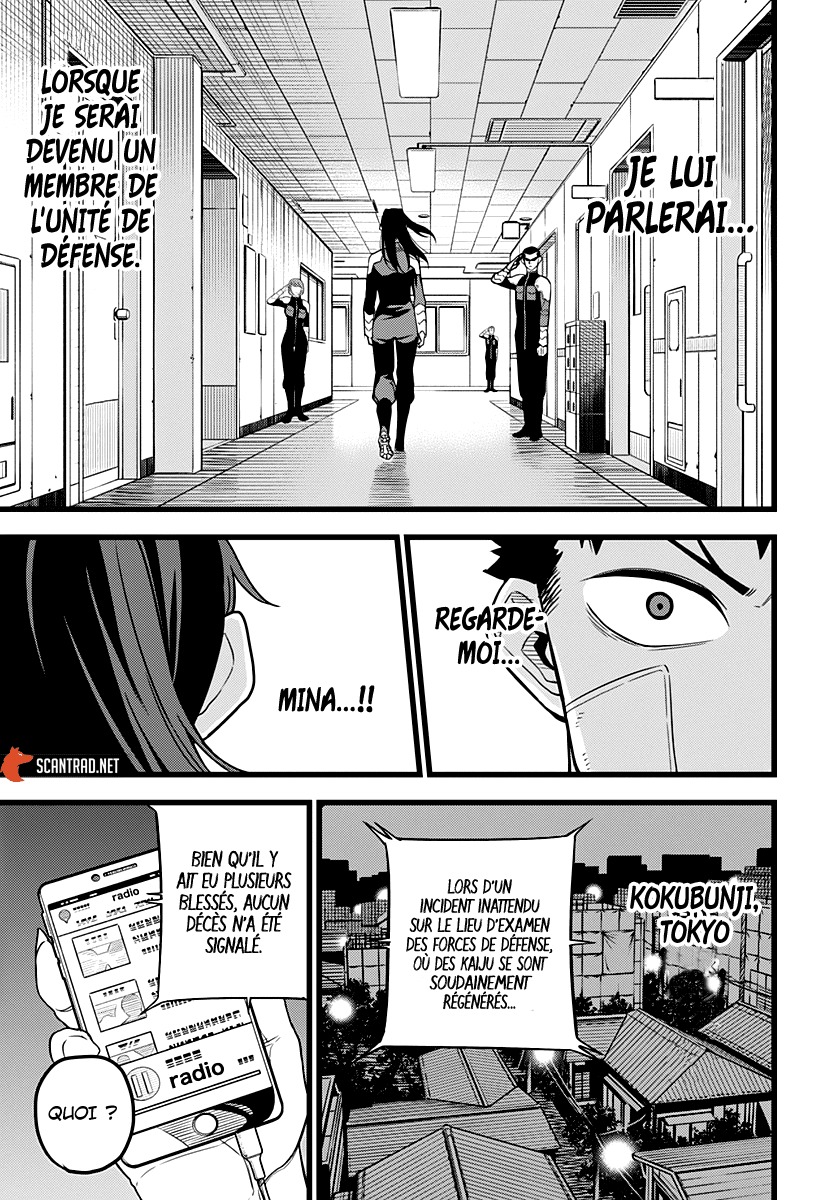 JE LUI
PARLERAI...
LORSQUE
JE SERAI
DEVENU UN
MEMBRE DE
L'UNITÉ DE
DÉFENSE.
REGARDE-
MOI...
MINA...!!
SCANTRAD.NET
KOKUBUNJI,
TOKYO
LORS D'UN
INCIDENT INATTENDU
SUR LE LIEU D'EXAMEN
DES FORCES DE DÉFENSE,
OÙ DES KAIJU SE SONT
SOUDAINEMENT
RÉGÉNÉRÉS...
BIEN QU'IL Y
AIT EU PLUSIEURS
BLESSÉS, AUCUN
DÉCÈS N'A ÉTÉ
SIGNALÉ.
radio
radio
QUOI ?